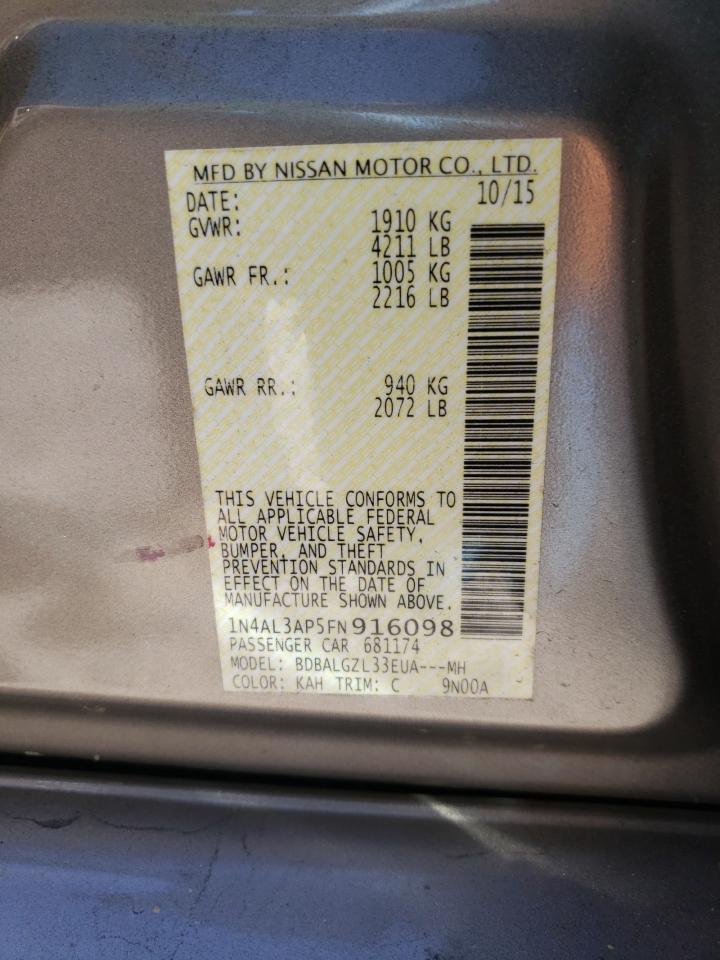 MFD BY NISSAN MOTOR CO., LTD.
DATE: 10/15
GVWR: 1910 KG
4211 LB
GAWR FR.: 1005 KG
2216 LB
GAWR RR.: 940 KG
2072 LB
THIS VEHICLE CONFORMS TO
ALL APPLICABLE FEDERAL
MOTOR VEHICLE SAFETY,
BUMPER, AND THEFT
PREVENTION STANDARDS IN
EFFECT ON THE DATE OF
MANUFACTURE SHOWN ABOVE.
1N4AL3AP5FN916098
PASSENGER CAR 681174
MODEL: BDBALGZL33EUA---MH
COLOR: KAH TRIM: C 9N00A